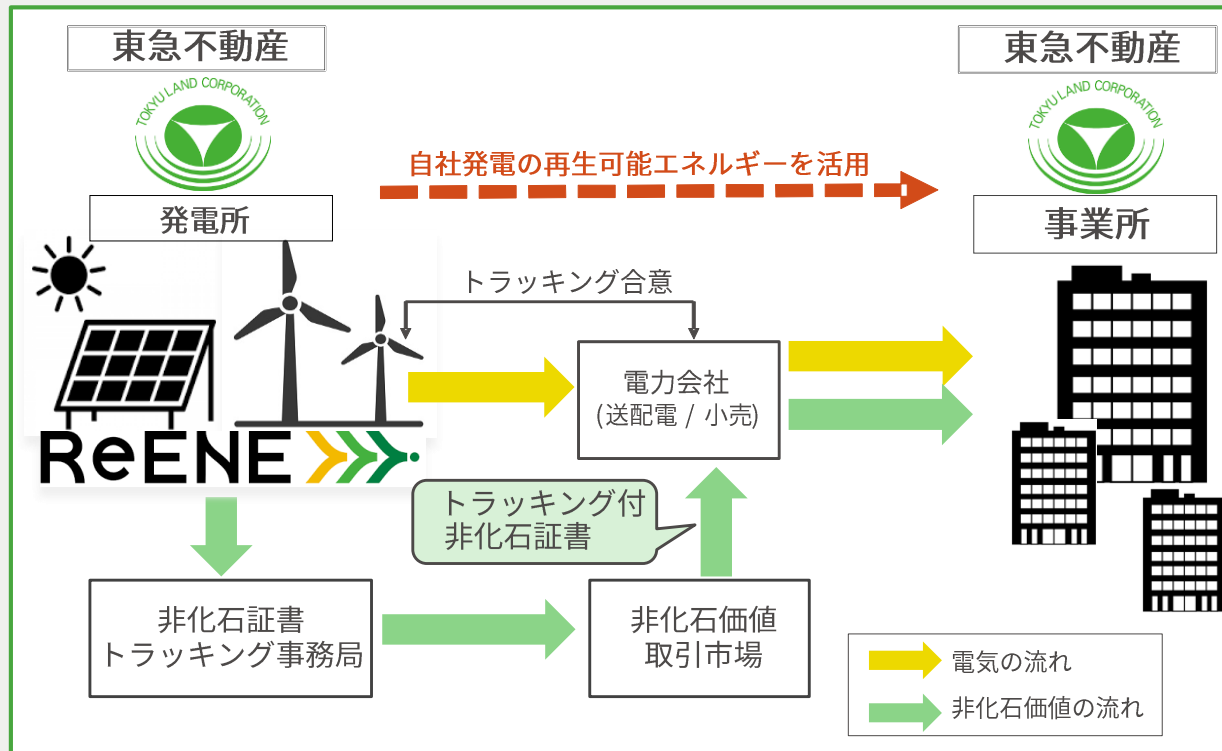 東急不動産
TOKYU LAND CORPORATION
発電所
自社発電の再生可能エネルギーを活用
東急不動産
TOKYU LAND CORPORATION
事業所
トラッキング合意
電力会社
(送配電 / 小売)
ReENE
トラッキング付
非化石証書
非化石証書
トラッキング事務局
非化石価値
取引市場
電気の流れ
非化石価値の流れ